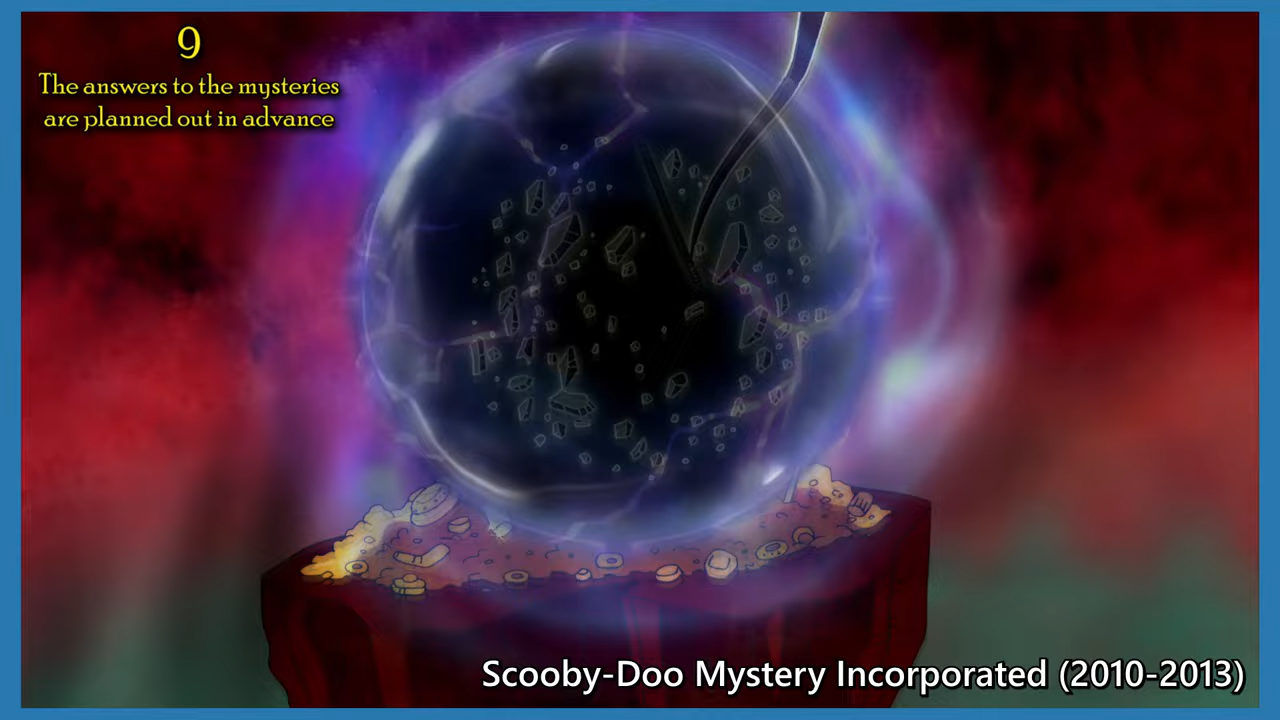 9
The answers to the mysteries
are planned out in advance
Scooby-Doo Mystery Incorporated (2010-2013)